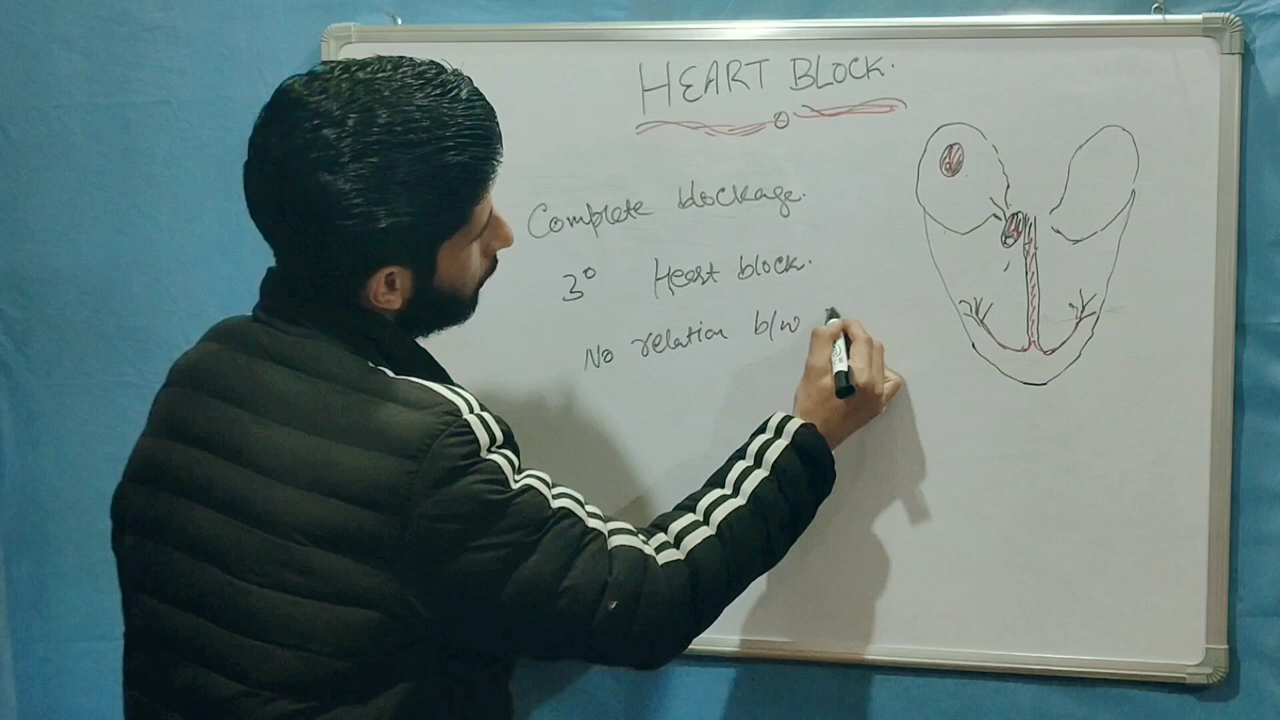 HEART BLOCK.
Complete blockage.
3° Heart block.
No relation b/w